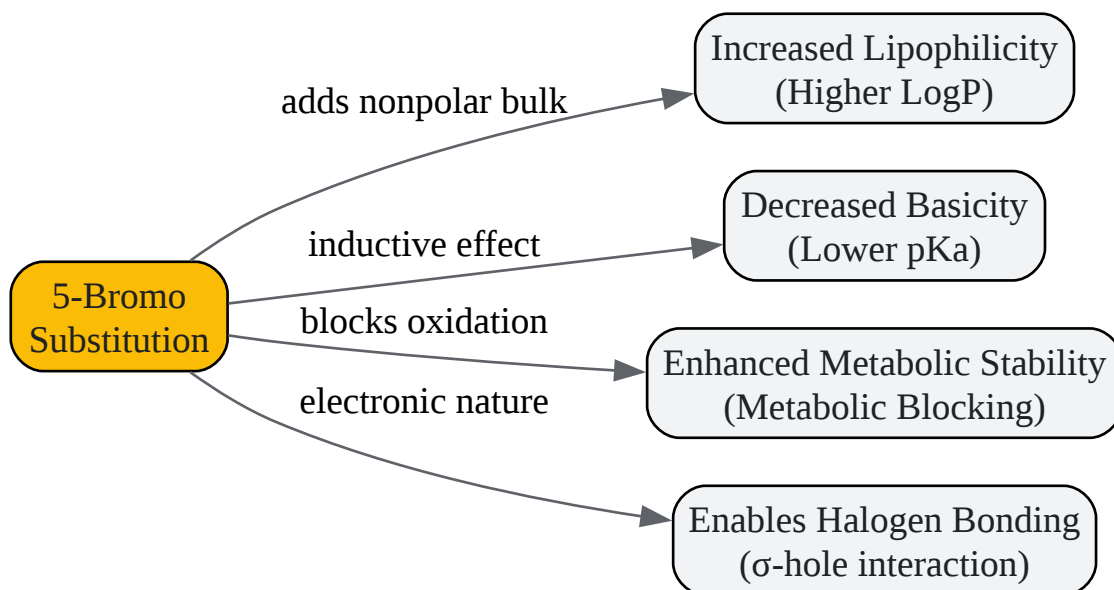 5-Bromo
Substitution
adds nonpolar bulk
inductive effect
blocks oxidation
electronic nature
Increased Lipophilicity
(Higher LogP)
Decreased Basicity
(Lower pKa)
Enhanced Metabolic Stability
(Metabolic Blocking)
Enables Halogen Bonding
(σ-hole interaction)